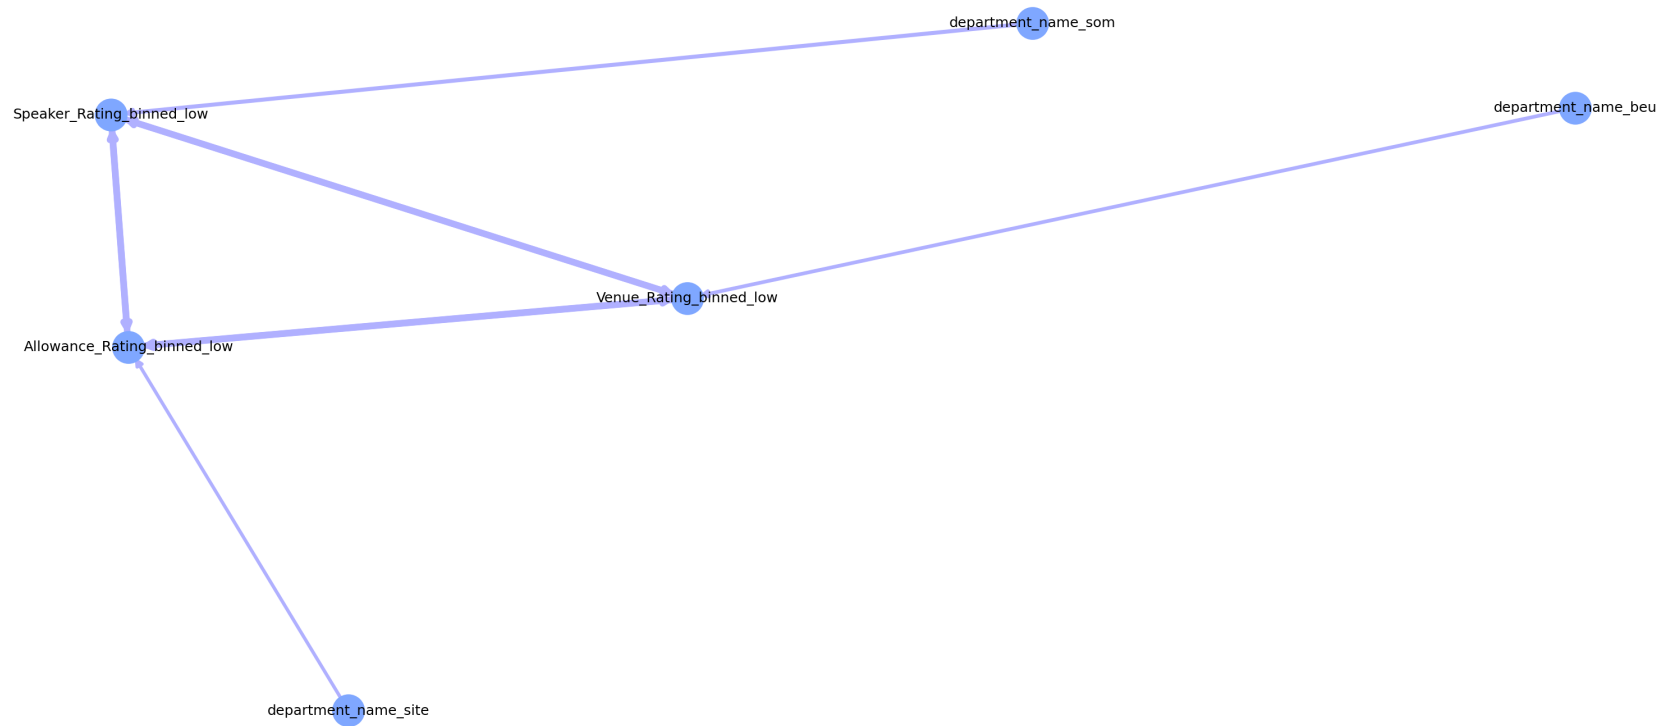 department_name_som
department_name_beu
Speaker_Rating_binned_low
Venue_Rating_binned_low
Allowance_Rating_binned_low
department_name_site